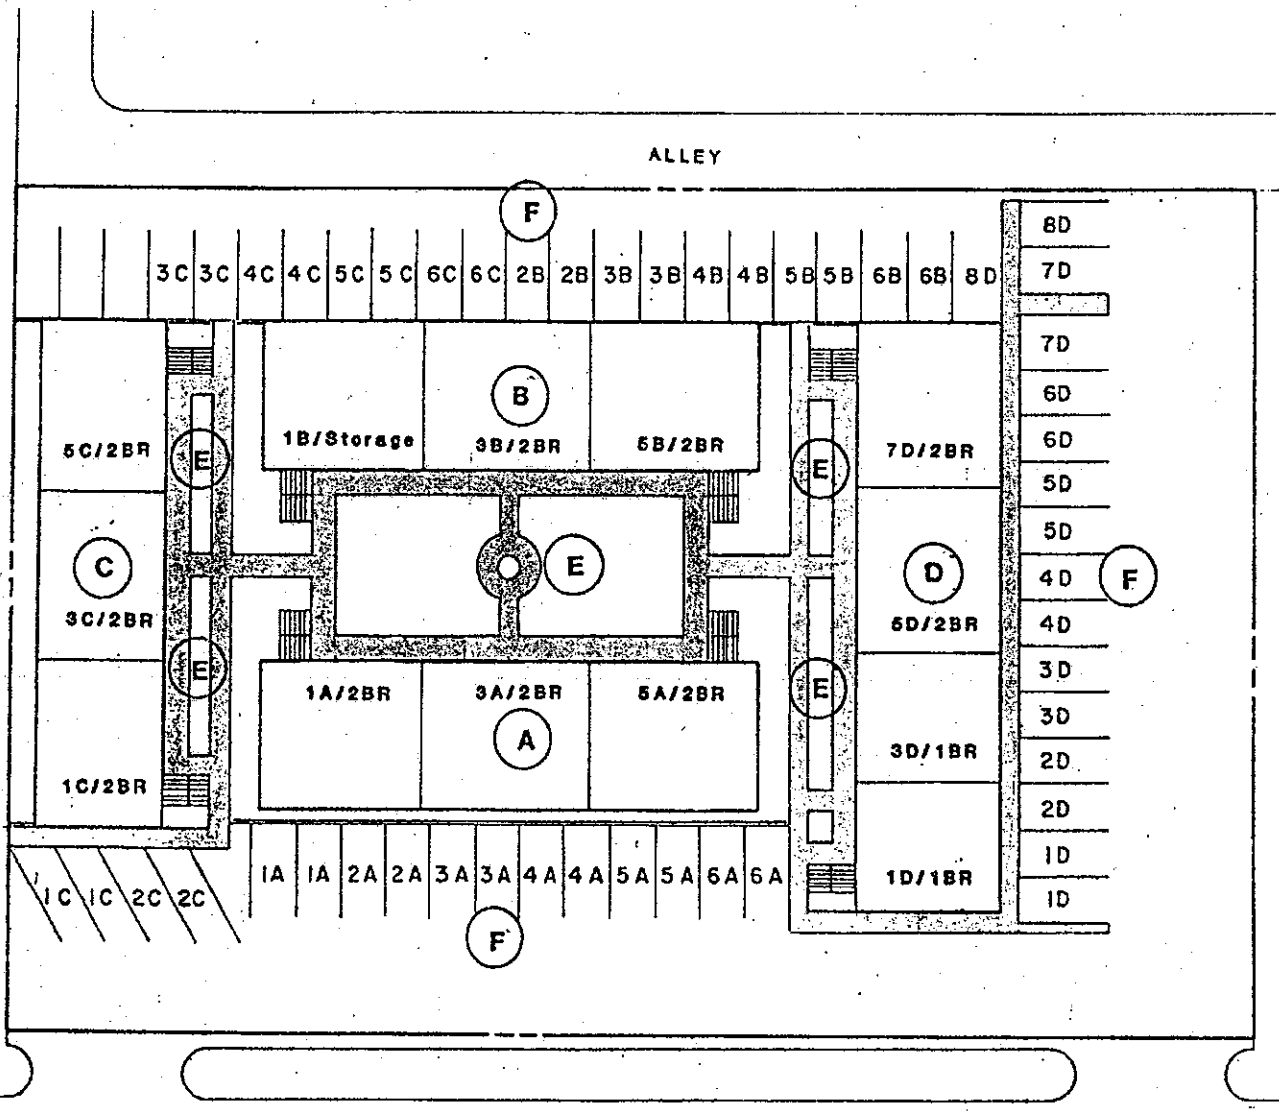 ALLEY
F
8D
7D
3C 3C 4C 4C 5C 5C 6C 6C 2B 2B 3B 3B 4B 4B 5B 5B 6B 6B 8D
7D
6D
6D
5D
5D
4D
4D
3D
3D
2D
2D
1D
1D
F
B
1B/Storage 3B/2BR 5B/2BR
5C/2BR
E
E
7D/2BR
C
E
D
3C/2BR
5D/2BR
E
E
1A/2BR 3A/2BR 5A/2BR
A
3D/1BR
1C/2BR
1D/1BR
1C 1C 2C 2C
1A 1A 2A 2A 3A 3A 4A 4A 5A 5A 6A 6A
F